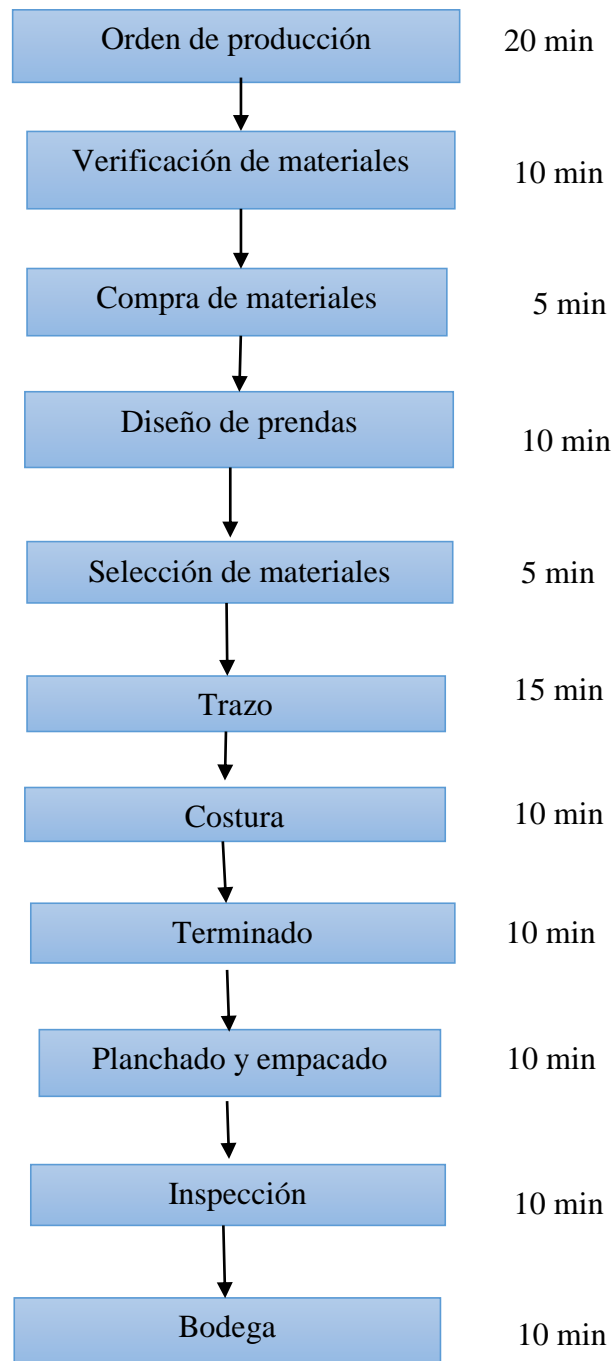 Orden de producción 20 min
Verificación de materiales 10 min
Compra de materiales 5 min
Diseño de prendas 10 min
Selección de materiales 5 min
Trazo 15 min
Costura 10 min
Terminado 10 min
Planchado y empacado 10 min
Inspección 10 min
Bodega 10 min